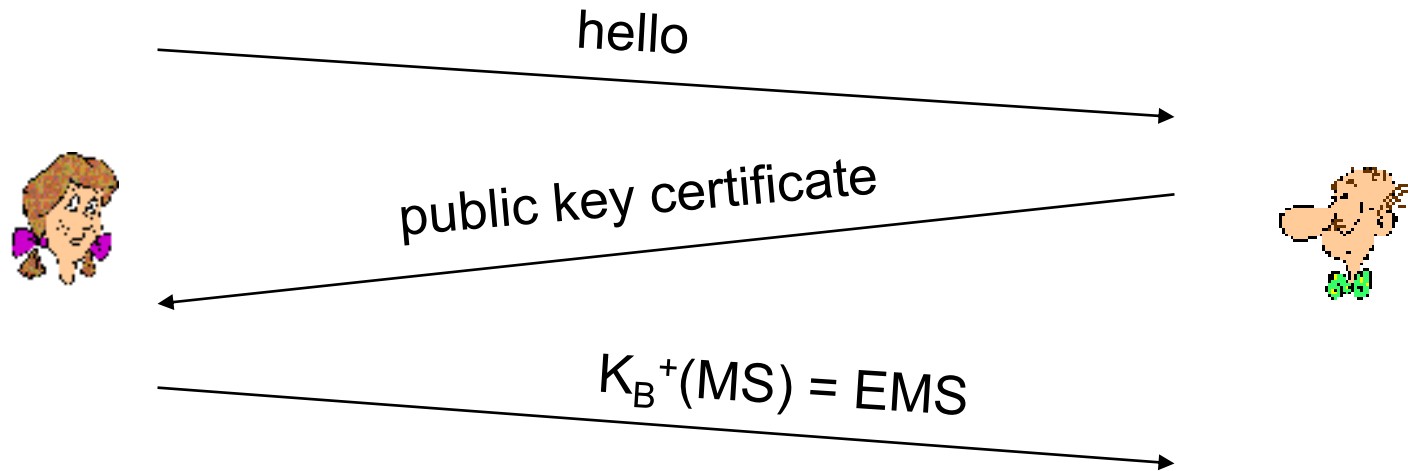 hello
public key certificate
K_B⁺(MS) = EMS